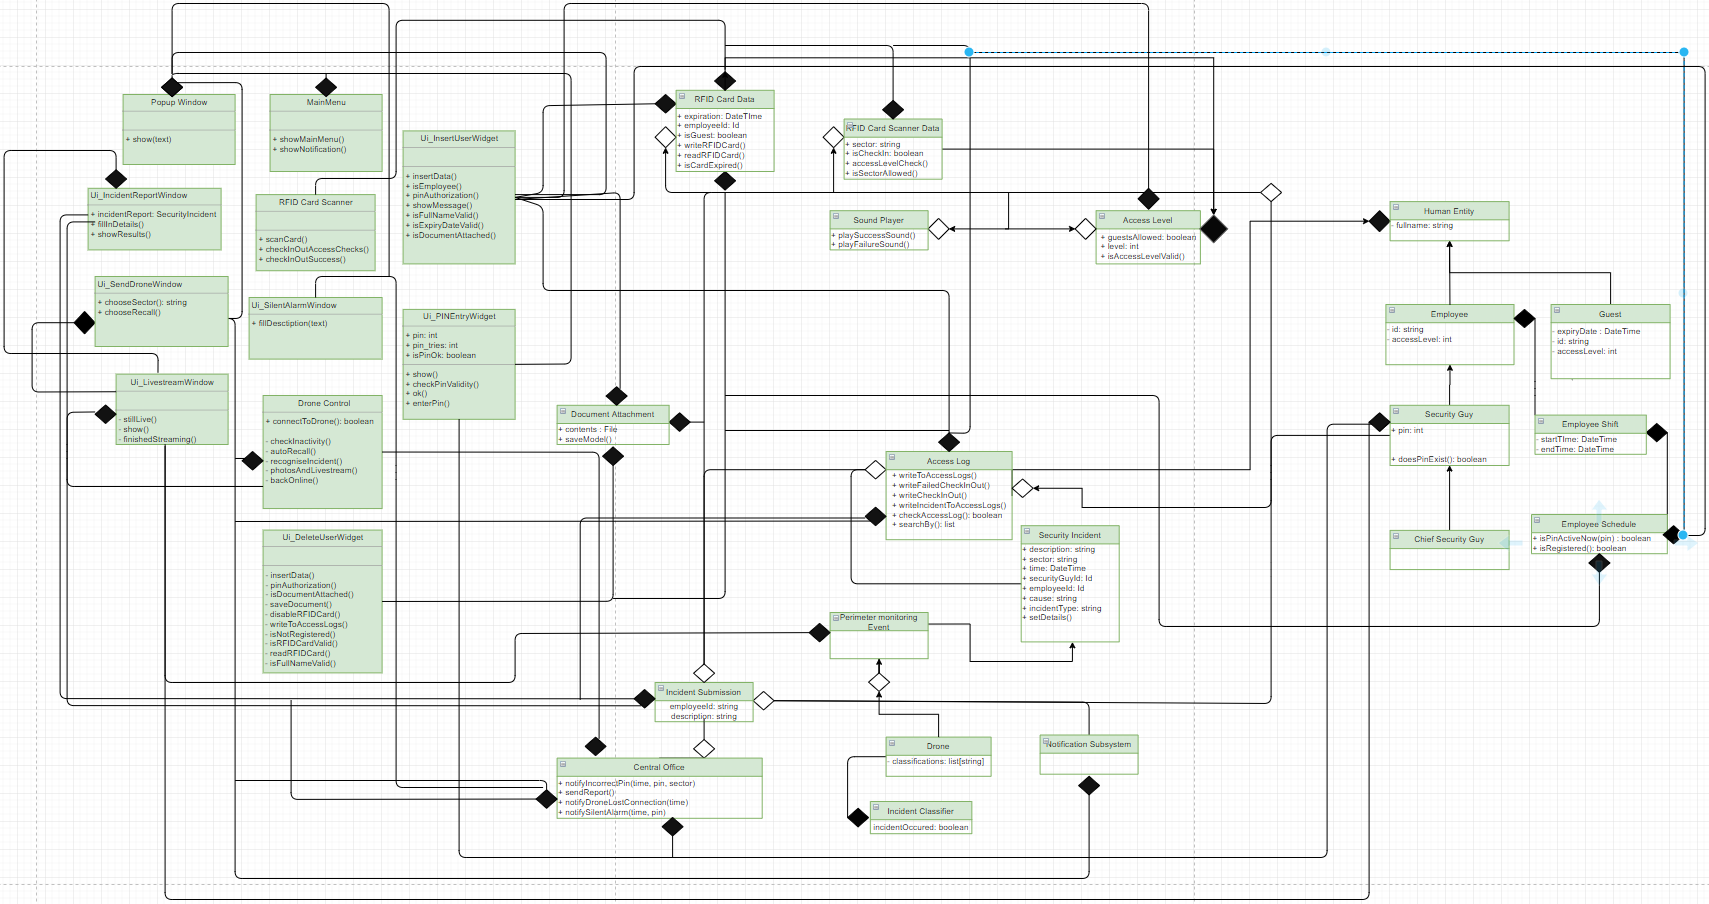 Popup Window
+ show(text)
MainMenu
+ showMainMenu()
+ showNotification()
Ui_InsertUserWidget
+ insertData()
+ isEmployee()
+ pinAuthorization()
+ showMessage()
+ isFullNameValid()
+ isExpiryDateValid()
+ isDocumentAttached()
RFID Card Data
+ expiration: DateTIme
+ employeeId: Id
+ isGuest: boolean
+ writeRFIDCard()
+ readRFIDCard()
+ isCardExpired()
RFID Card Scanner Data
+ sector: string
+ isCheckIn: boolean
+ accessLevelCheck()
+ isSectorAllowed()
Ui_IncidentReportWindow
+ incidentReport: SecurityIncident
+ fillInDetails()
+ showResults()
RFID Card Scanner
+ scanCard()
+ checkInOutAccessChecks()
+ checkInOutSuccess()
Sound Player
+ playSuccessSound()
+ playFailureSound()
Access Level
+ guestsAllowed: boolean
+ level: int
+ isAccessLevelValid()
Human Entity
- fullname: string
Ui_SendDroneWindow
+ chooseSector(): string
+ chooseRecall()
Ui_SilentAlarmWindow
+ fillDesctiption(text)
Ui_PINEntryWidget
+ pin: int
+ pin_tries: int
+ isPinOk: boolean
+ show()
+ checkPinValidity()
+ ok()
+ enterPin()
Employee
- id: string
- accessLevel: int
Guest
- expiryDate : DateTime
- id: string
- accessLevel: int
Ui_LivestreamWindow
- stillLive()
- show()
- finishedStreaming()
Drone Control
+ connectToDrone(): boolean
- checkInactivity()
- autoRecall()
- recogniseIncident()
- photosAndLivestream()
- backOnline()
Document Attachment
+ contents : File
+ saveModel()
Security Guy
+ pin: int
+ doesPinExist(): boolean
Employee Shift
- startTIme: DateTime
- endTime: DateTime
Access Log
+ writeToAccessLogs()
+ writeFailedCheckInOut()
+ writeCheckInOut()
+ writeIncidentToAccessLogs()
+ checkAccessLog(): boolean
+ searchBy(): list
Security Incident
+ description: string
+ sector: string
+ time: DateTime
+ securityGuyId: Id
+ employeeId: Id
+ cause: string
+ incidentType: string
+ setDetails()
Chief Security Guy
Employee Schedule
+ isPinActiveNow(pin) : boolean
+ isRegistered(): boolean
Ui_DeleteUserWidget
- insertData()
- pinAuthorization()
- isDocumentAttached()
- saveDocument()
- disableRFIDCard()
- writeToAccessLogs()
- isNotRegistered()
- isRFIDCardValid()
- readRFIDCard()
- isFullNameValid()
Perimeter monitoring
Event
Incident Submission
employeeId: string
description: string
Central Office
+ notifyIncorrectPin(time, pin, sector)
+ sendReport()
+ notifyDroneLostConnection(time)
+ notifySilentAlarm(time, pin)
Drone
- classifications: list[string]
Notification Subsystem
Incident Classifier
incidentOccured: boolean